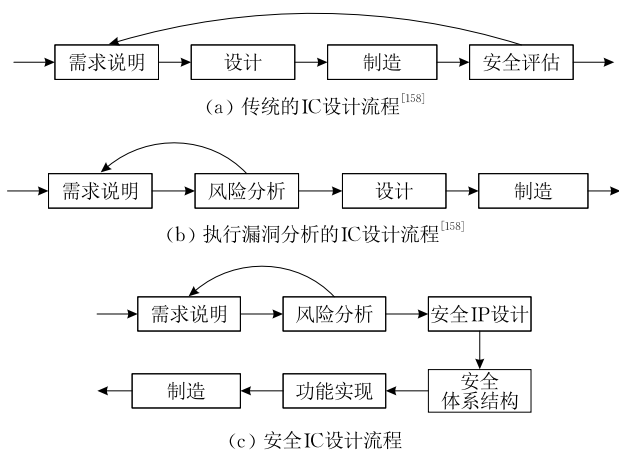 需求说明 设计 制造 安全评估
(a) 传统的IC设计流程[158]
需求说明 风险分析 设计 制造
(b) 执行漏洞分析的IC设计流程[158]
需求说明 风险分析 安全IP设计
制造 功能实现 安全
体系结构
(c) 安全IC设计流程